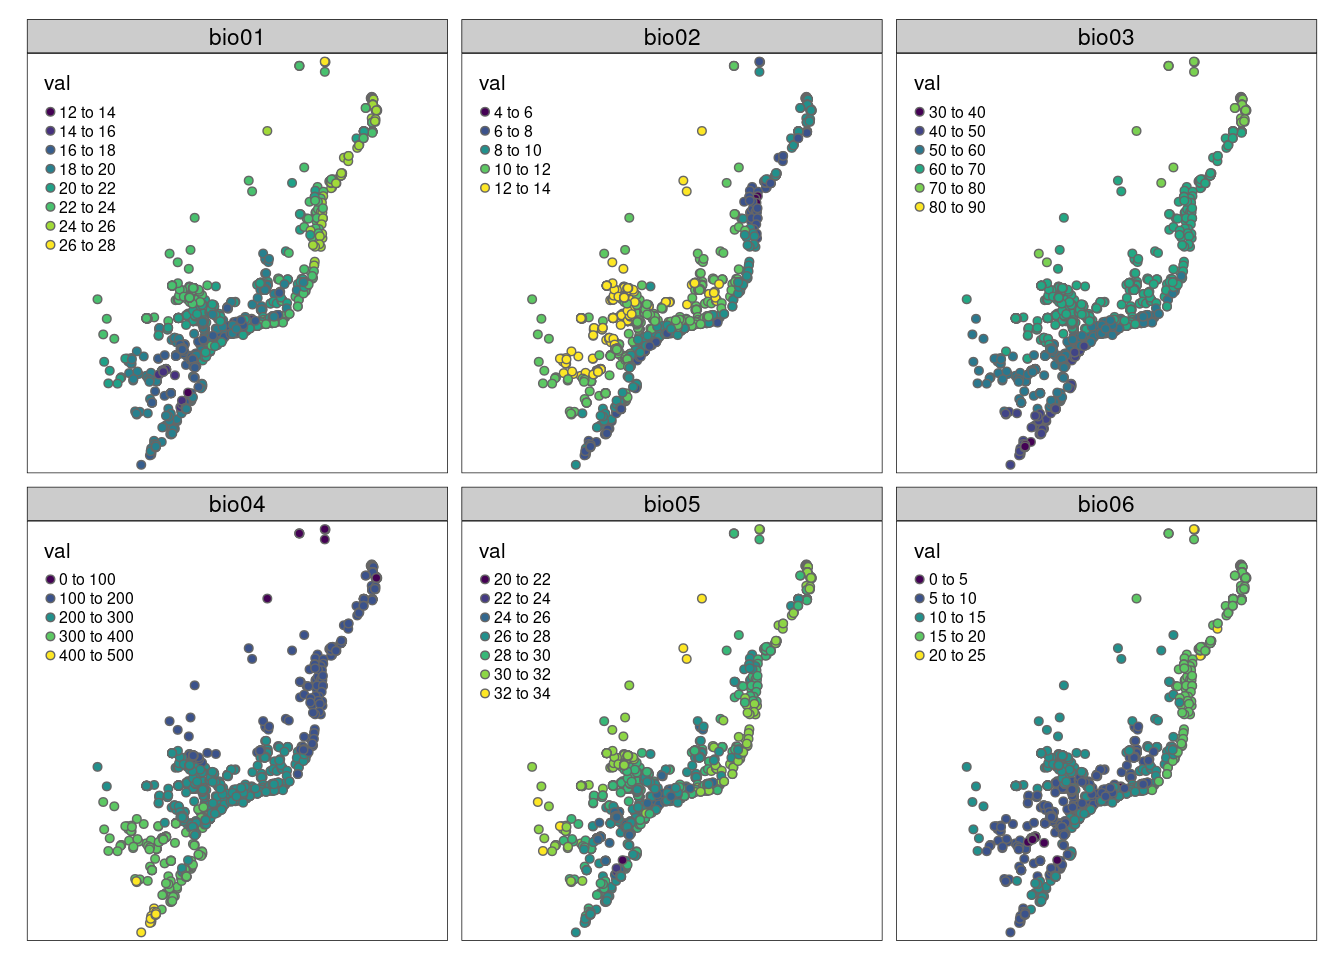 bio01
val
12 to 14
14 to 16
16 to 18
18 to 20
20 to 22
22 to 24
24 to 26
26 to 28
bio02
val
4 to 6
6 to 8
8 to 10
10 to 12
12 to 14
bio03
val
30 to 40
40 to 50
50 to 60
60 to 70
70 to 80
80 to 90
bio04
val
0 to 100
100 to 200
200 to 300
300 to 400
400 to 500
bio05
val
20 to 22
22 to 24
24 to 26
26 to 28
28 to 30
30 to 32
32 to 34
bio06
val
0 to 5
5 to 10
10 to 15
15 to 20
20 to 25